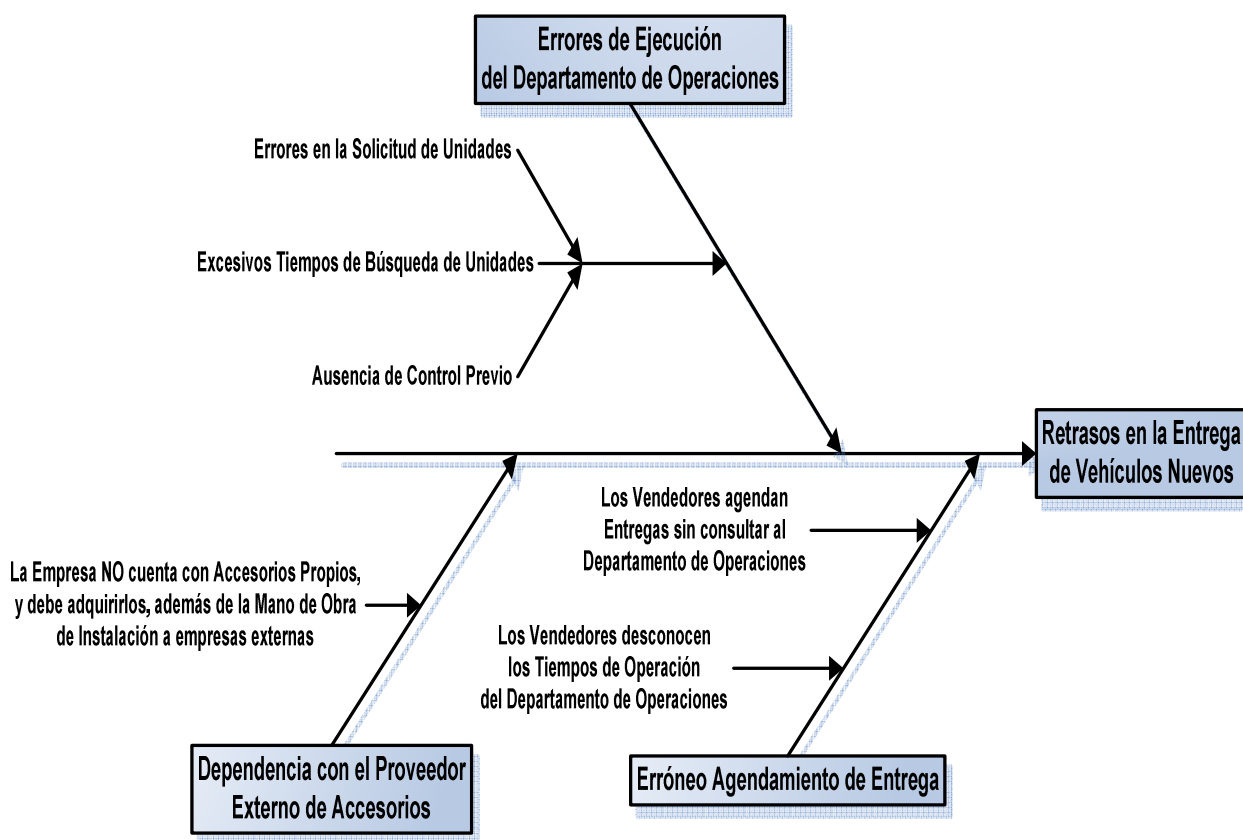 Errores de Ejecución
del Departamento de Operaciones
Errores en la Solicitud de Unidades
Excesivos Tiempos de Búsqueda de Unidades
Ausencia de Control Previo
Retrasos en la Entrega
de Vehículos Nuevos
Los Vendedores agendan
Entregas sin consultar al
Departamento de Operaciones
La Empresa NO cuenta con Accesorios Propios,
y debe adquirirlos, además de la Mano de Obra
de Instalación a empresas externas
Los Vendedores desconocen
los Tiempos de Operación
del Departamento de Operaciones
Dependencia con el Proveedor
Externo de Accesorios
Erróneo Agendamiento de Entrega